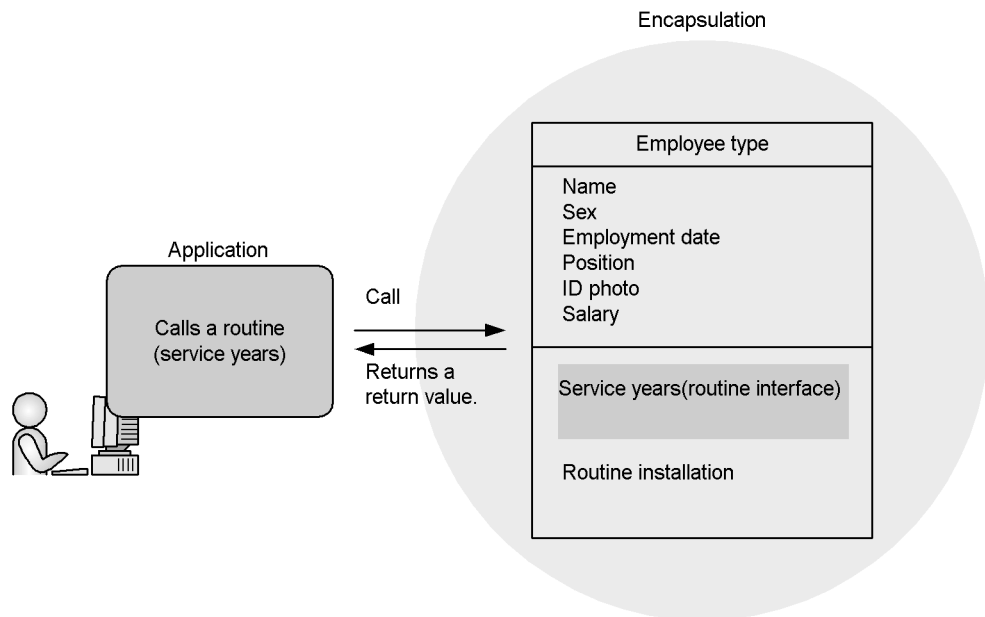 Encapsulation
Application
Calls a routine
(service years)
Call
Returns a
return value.
Employee type
Name
Sex
Employment date
Position
ID photo
Salary
Service years(routine interface)
Routine installation